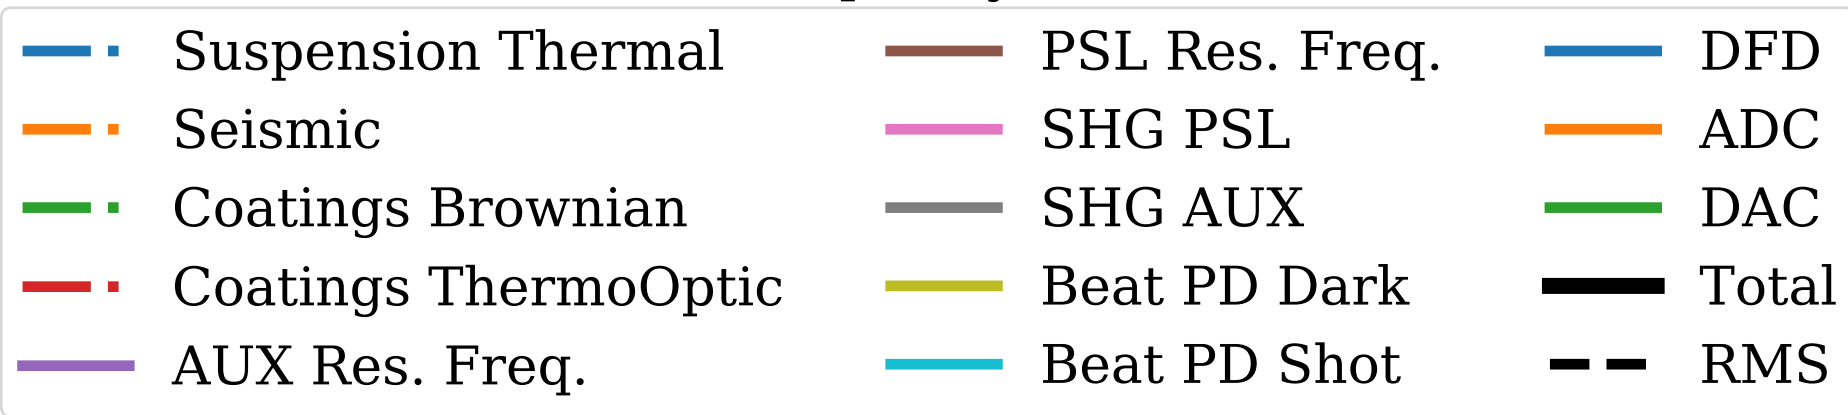 Suspension Thermal
Seismic
Coatings Brownian
Coatings ThermoOptic
AUX Res. Freq.
PSL Res. Freq.
SHG PSL
SHG AUX
Beat PD Dark
Beat PD Shot
DFD
ADC
DAC
Total
RMS